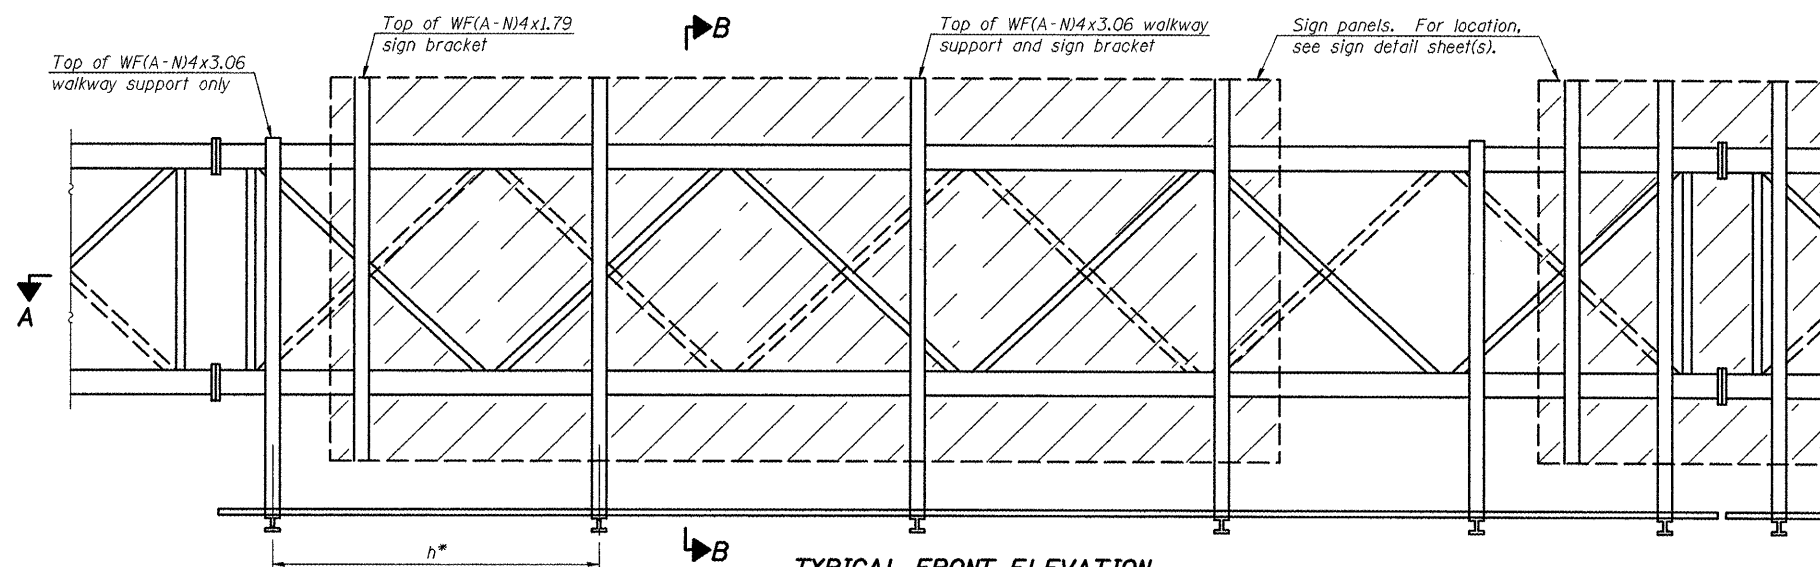 Top of WF(A-N)4x1.79
sign bracket
B
Top of WF(A-N)4x3.06 walkway
support and sign bracket
Sign panels. For location,
see sign detail sheet(s).
Top of WF(A-N)4x3.06
walkway support only
A
h*
B
TYPICAL FRONT ELEVATION